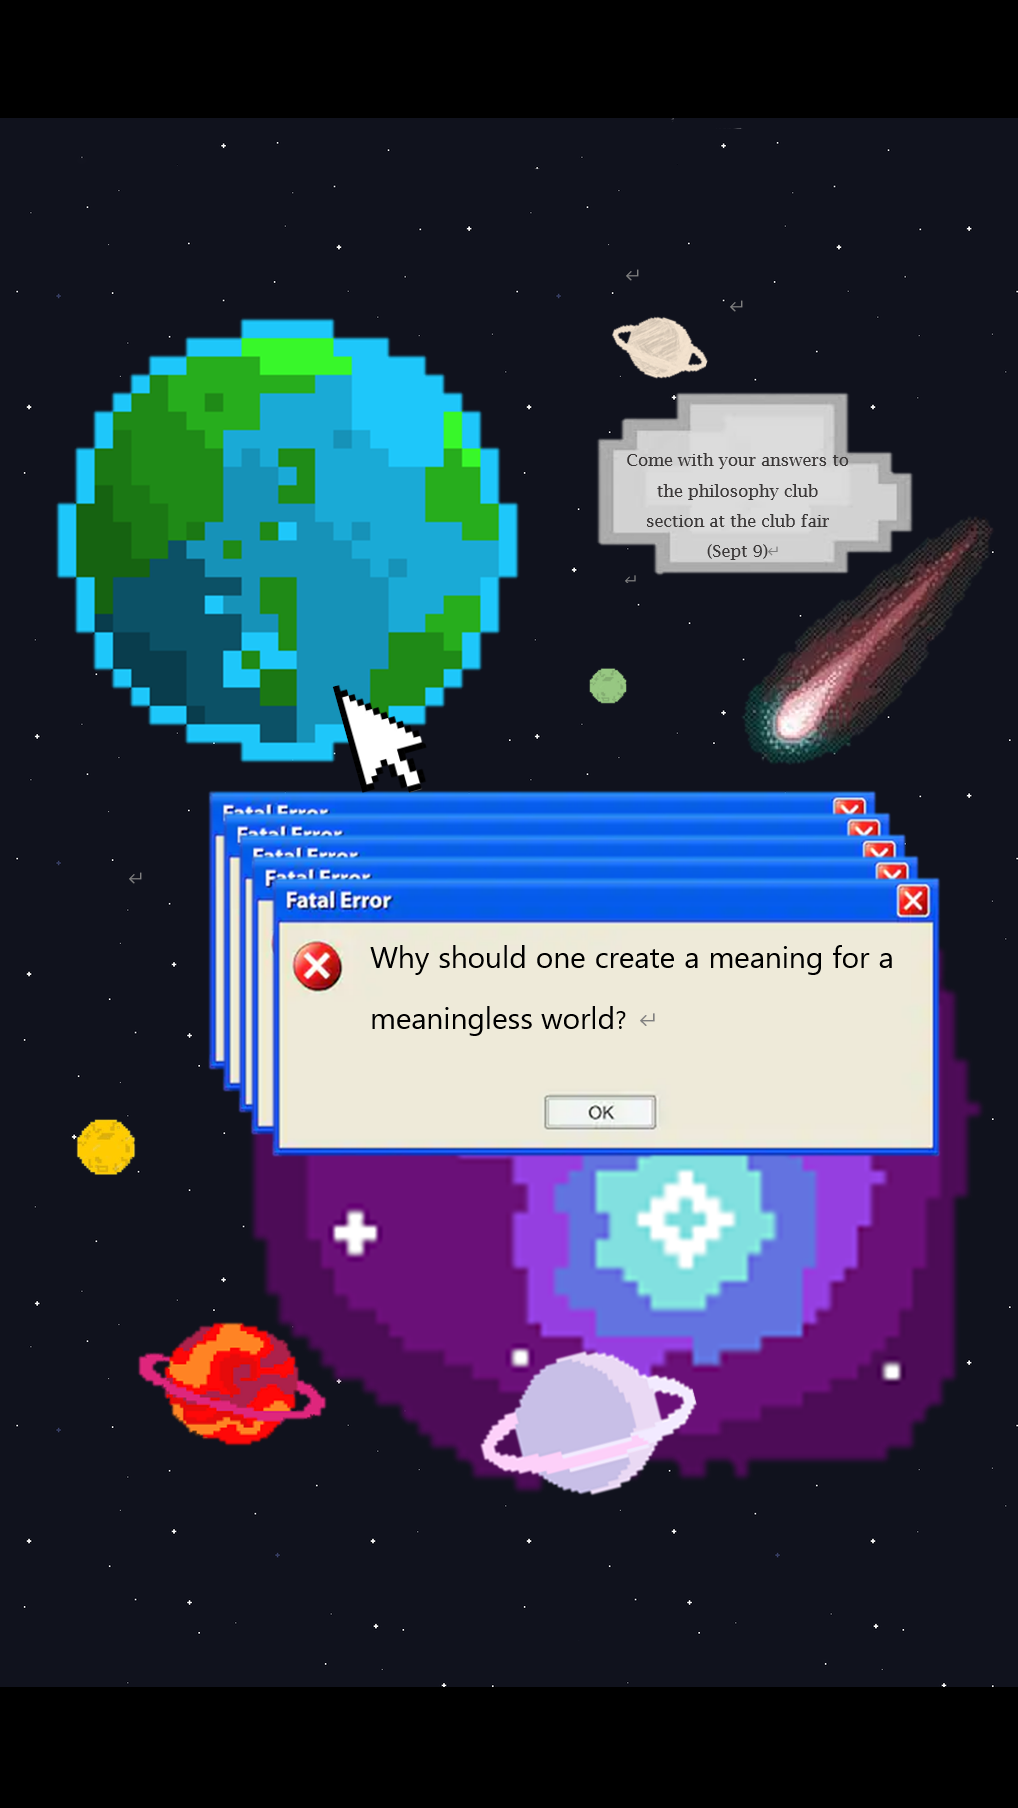 Come with your answers to
the philosophy club
section at the club fair
(Sept 9)
Fatal Error
Fatal Error
Fatal Error
Fatal Error
Fatal Error
Why should one create a meaning for a
meaningless world?
OK